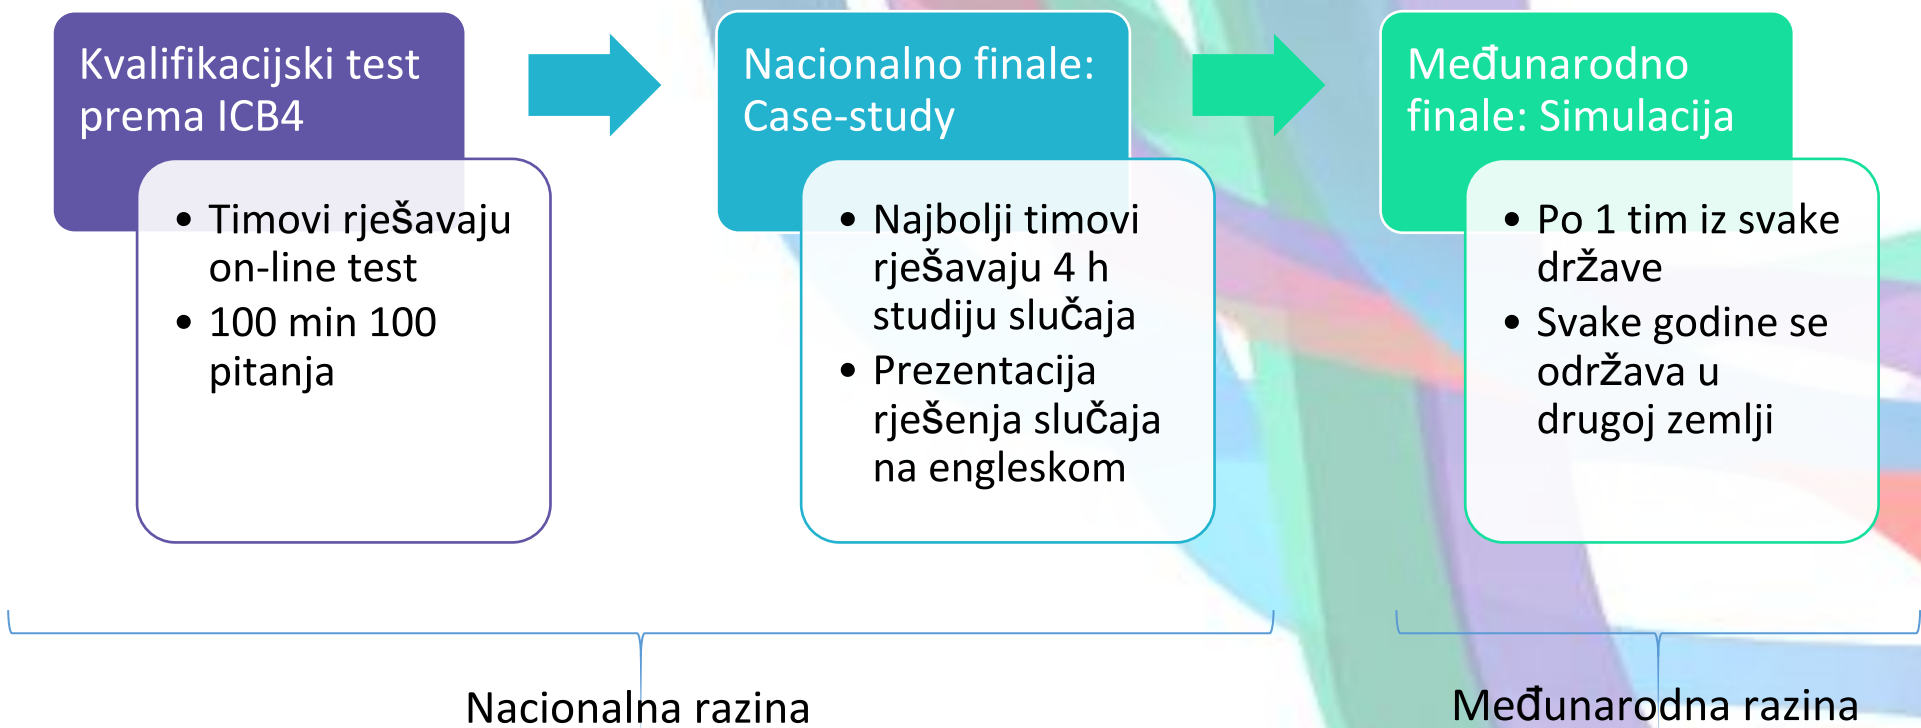 Kvalifikacijski test
prema ICB4
• Timovi rješavaju
on-line test
• 100 min 100
pitanja
Nacionalno finale:
Case-study
• Najbolji timovi
rješavaju 4 h
studiju slučaja
• Prezentacija
rješenja slučaja
na engleskom
Međunarodno
finale: Simulacija
• Po 1 tim iz svake
države
• Svake godine se
održava u
drugoj zemlji
Nacionalna razina
Međunarodna razina